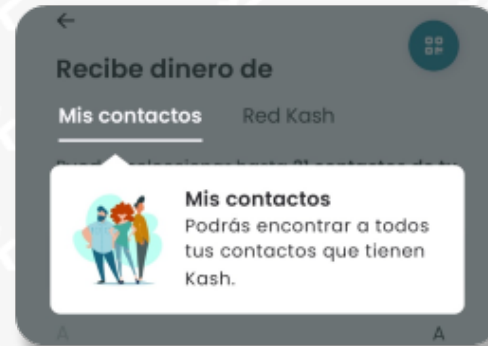 Recibe dinero de
Mis contactos Red Kash
Mis contactos
Podrás encontrar a todos
tus contactos que tienen
Kash.
A A